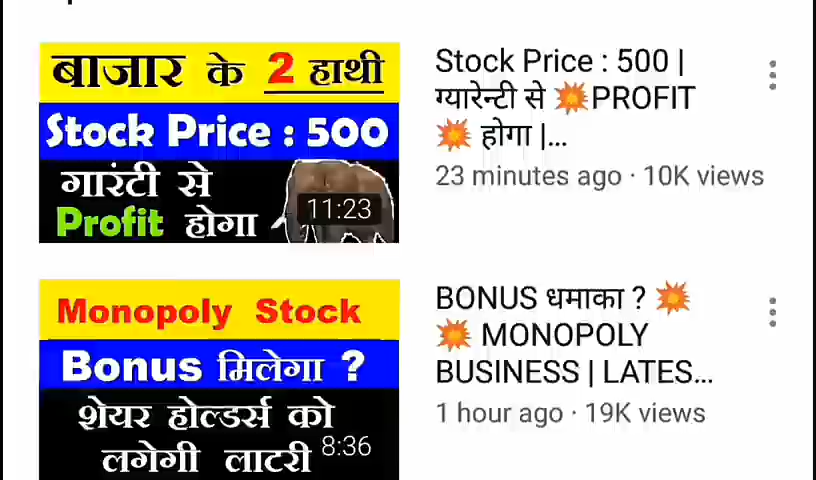 बाजार के 2 हाथी
Stock Price : 500
गारंटी से
Profit होगा
11:23
Stock Price : 500 |
ग्यारेन्टी से 💥PROFIT
💥 होगा |...
23 minutes ago · 10K views
Monopoly Stock
Bonus मिलेगा ?
शेयर होल्डर्स को
लगेगी लाटरी
8:36
BONUS धमाका ? 💥
💥 MONOPOLY
BUSINESS | LATES...
1 hour ago · 19K views